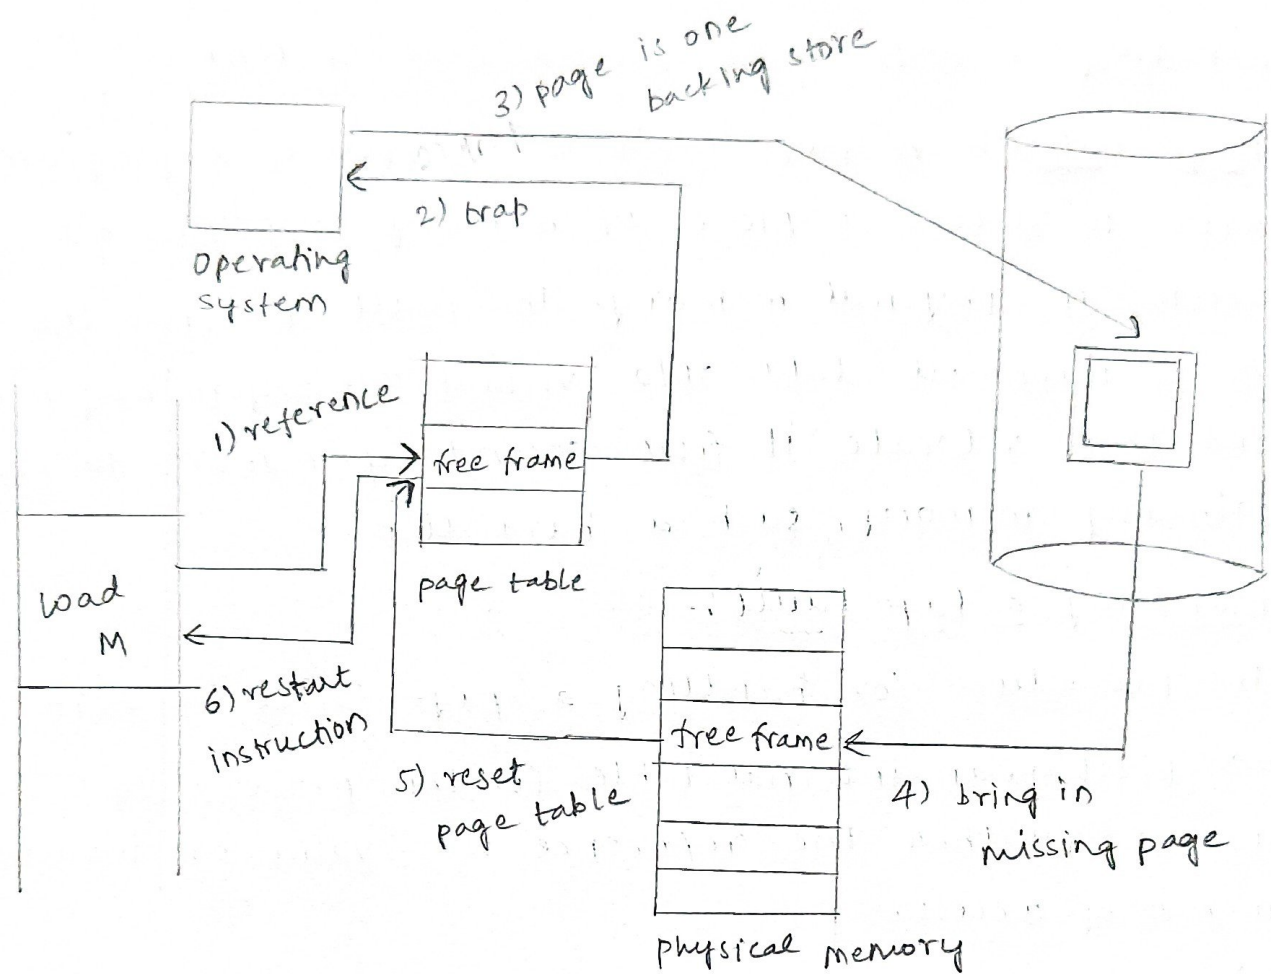 3) page is one
backing store
2) trap
operating
system
1) reference
free frame
page table
load
M
6) restart
instruction
free frame
5) reset
page table
4) bring in
missing page
physical memory